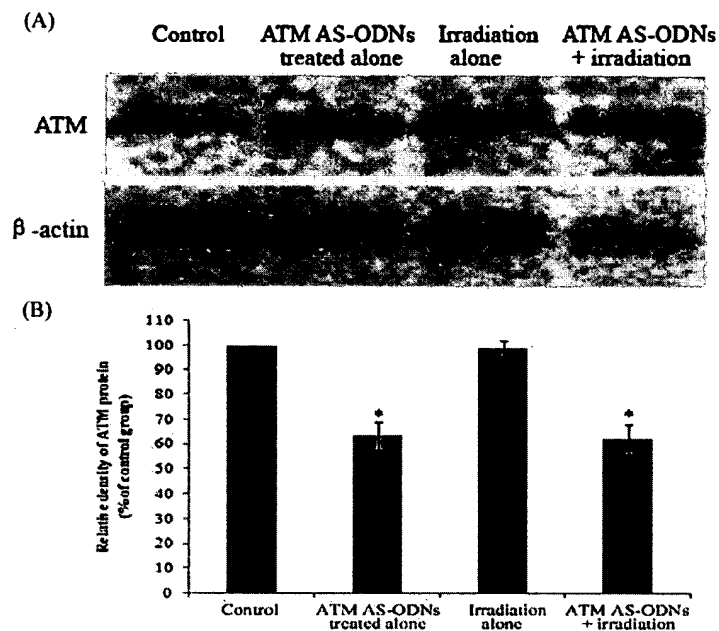 (A)
Control
ATM AS-ODNs
treated alone
Irradiation
alone
ATM AS-ODNs
+ irradiation
ATM
β-actin
(B)
Relative density of ATM protein
(% of control group)
110
100
90
80
70
60
50
40
30
20
10
0
*
*
Control
ATM AS-ODNs
treated alone
Irradiation
alone
ATM AS-ODNs
+ irradiation